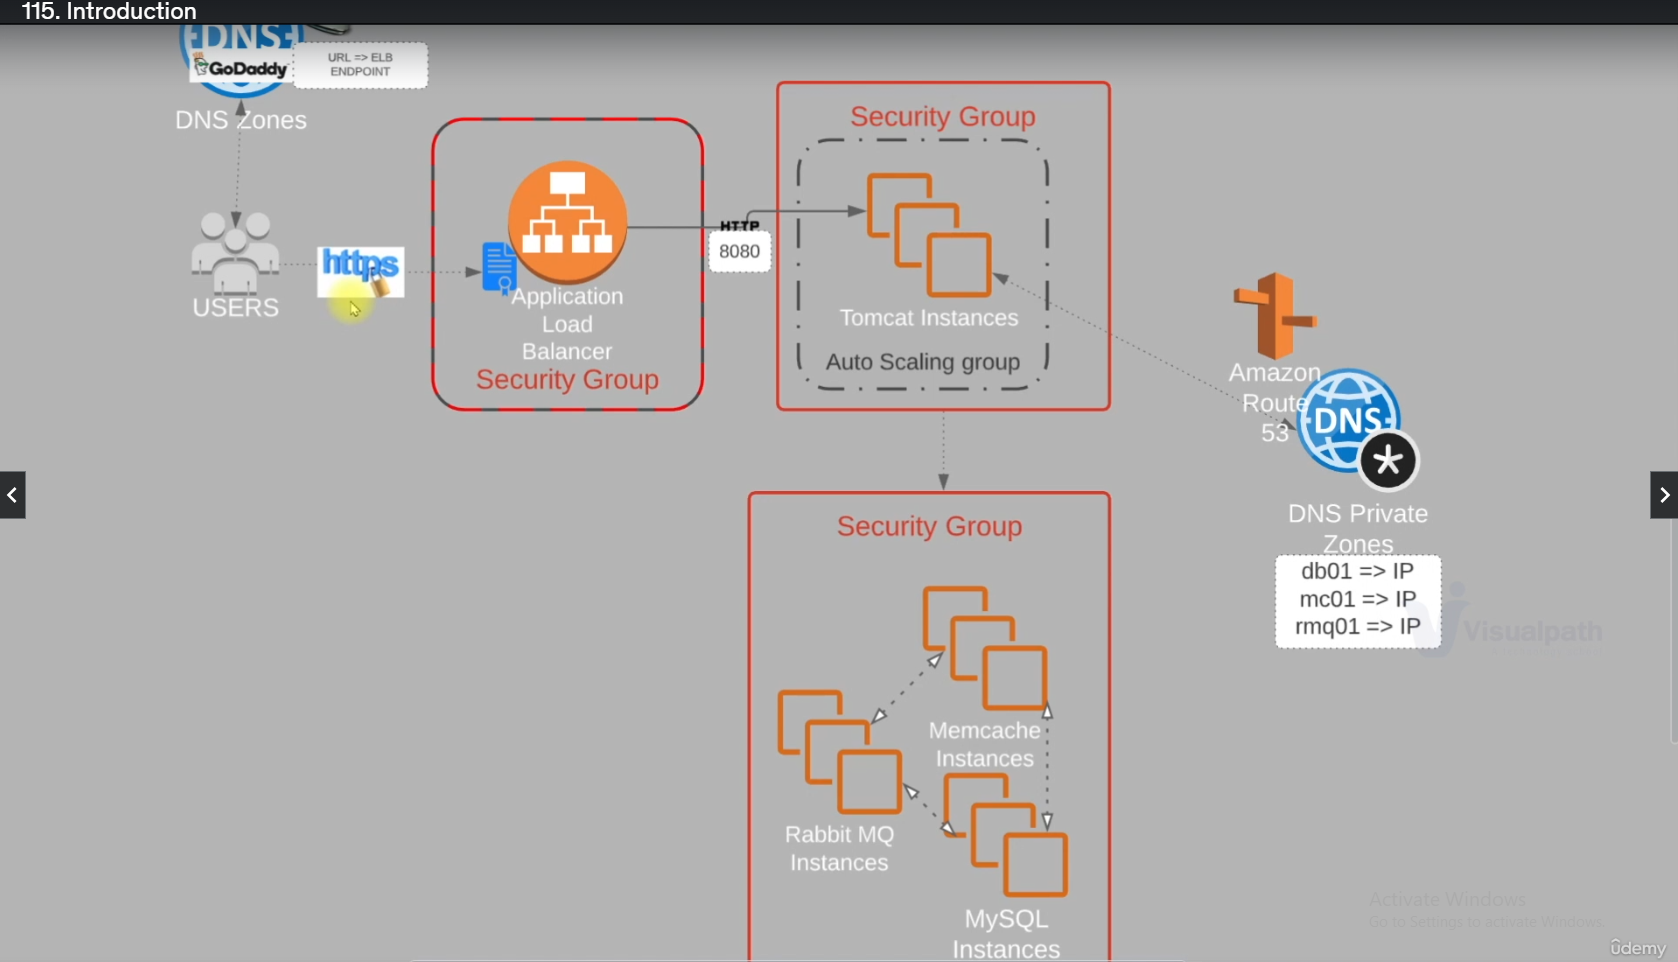 115. Introduction
DNS
GoDaddy
URL => ELB
ENDPOINT
DNS Zones
USERS
https
Application
Load
Balancer
Security Group
HTTP
8080
Security Group
Tomcat Instances
Auto Scaling group
Amazon
Route
53
DNS
DNS Private
Zones
db01 => IP
mc01 => IP
rmq01 => IP
Visualpath
Security Group
Memcache
Instances
Rabbit MQ
Instances
MySQL
Instances
Activate Windows
Go to Settings to activate Windows.
ûdemy